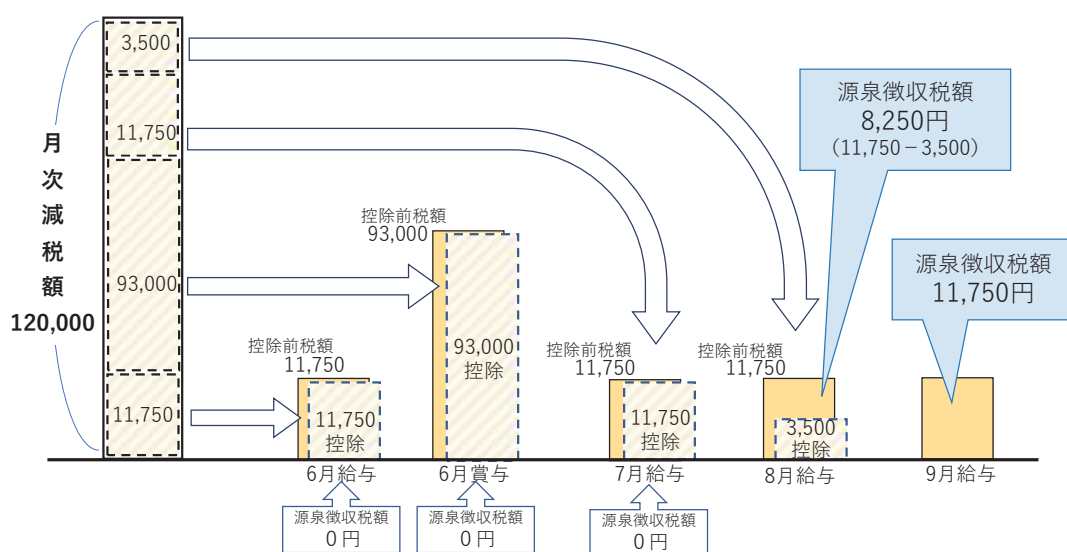 3,500
11,750
93,000
11,750
月次減税額
120,000
控除前税額
11,750
11,750
控除
6月給与
源泉徴収税額
0 円
控除前税額
93,000
93,000
控除
6月賞与
源泉徴収税額
0 円
控除前税額
11,750
11,750
控除
7月給与
源泉徴収税額
0 円
控除前税額
11,750
3,500
控除
8月給与
源泉徴収税額
8,250円
（11,750－3,500）
源泉徴収税額
11,750円
9月給与